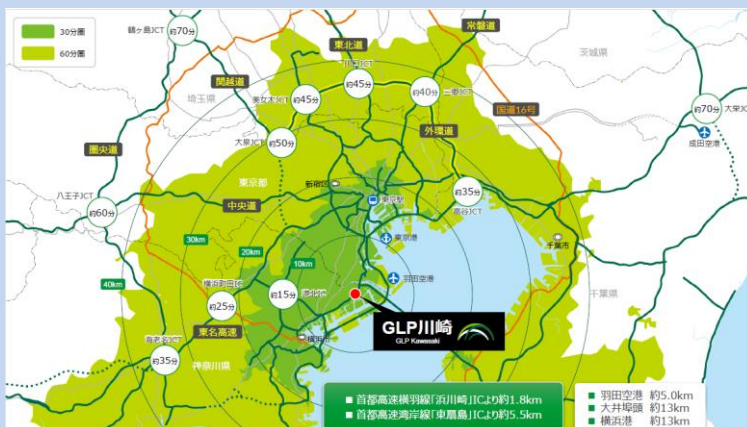 30分圏
60分圏
鶴ヶ島JCT
約70分
東北道
常磐道
茨城県
川口JCT
関越道
約45分
埼玉県
美女木JCT
約45分
約40分
三郷JCT
国道16号
約70分
大栄JCT
成田空港
大泉JCT
約50分
外環道
圏央道
八王子JCT
約60分
東京都
新宿区
中央道
東京駅
約35分
高谷JCT
30km
20km
10km
40km
東京港
千葉市
羽田空港
千葉県
横浜町田IC
約25分
約15分
港北IC
東名高速
海老名JCT
約35分
神奈川県
横浜市
GLP川崎
GLP Kawasaki
■ 首都高速横羽線「浜川崎」ICより約1.8km
■ 首都高速湾岸線「東扇島」ICより約5.5km
■ 羽田空港 約5.0km
■ 大井埠頭 約13km
■ 横浜港 約13km